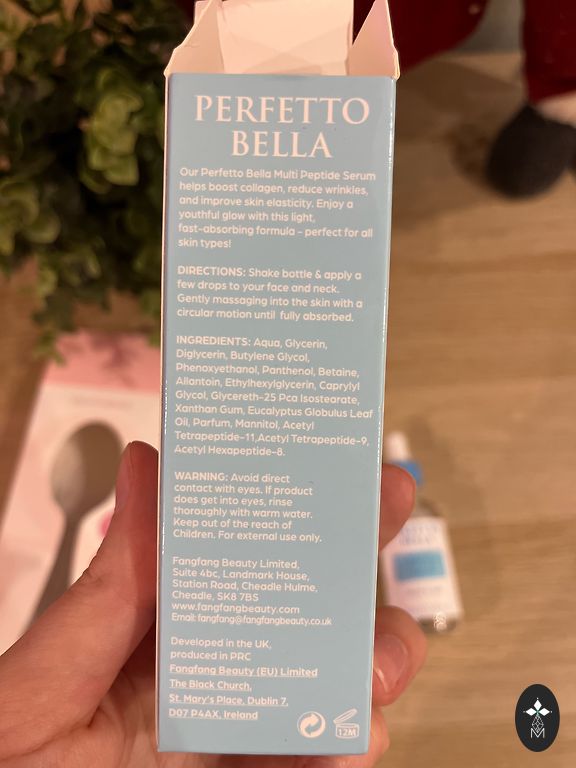 PERFETTO
BELLA
Our Perfetto Bella Multi Peptide Serum
helps boost collagen, reduce wrinkles,
and improve skin elasticity. Enjoy a
youthful glow with this light,
fast-absorbing formula - perfect for all
skin types!
DIRECTIONS: Shake bottle & apply a
few drops to your face and neck.
Gently massaging into the skin with a
circular motion until fully absorbed.
INGREDIENTS: Aqua, Glycerin,
Diglycerin, Butylene Glycol,
Phenoxyethanol, Panthenol, Betaine,
Allantoin, Ethylhexylglycerin, Caprylyl
Glycol, Glycereth-25 Pca Isostearate,
Xanthan Gum, Eucalyptus Globulus Leaf
Oil, Parfum, Mannitol, Acetyl
Tetrapeptide-11,Acetyl Tetrapeptide-9,
Acetyl Hexapeptide-8.
WARNING: Avoid direct
contact with eyes. If product
does get into eyes, rinse
thoroughly with warm water.
Keep out of the reach of
Children. For external use only.
Fangfang Beauty Limited,
Suite 4bc, Landmark House,
Station Road, Cheadle Hulme,
Cheadle, SK8 7BS
www.fangfangbeauty.com
Email: fangfang@fangfangbeauty.co.uk
Developed in the UK,
produced in PRC
Fangfang Beauty (EU) Limited
The Black Church,
St. Mary's Place, Dublin 7,
D07 P4AX, Ireland
12M
M